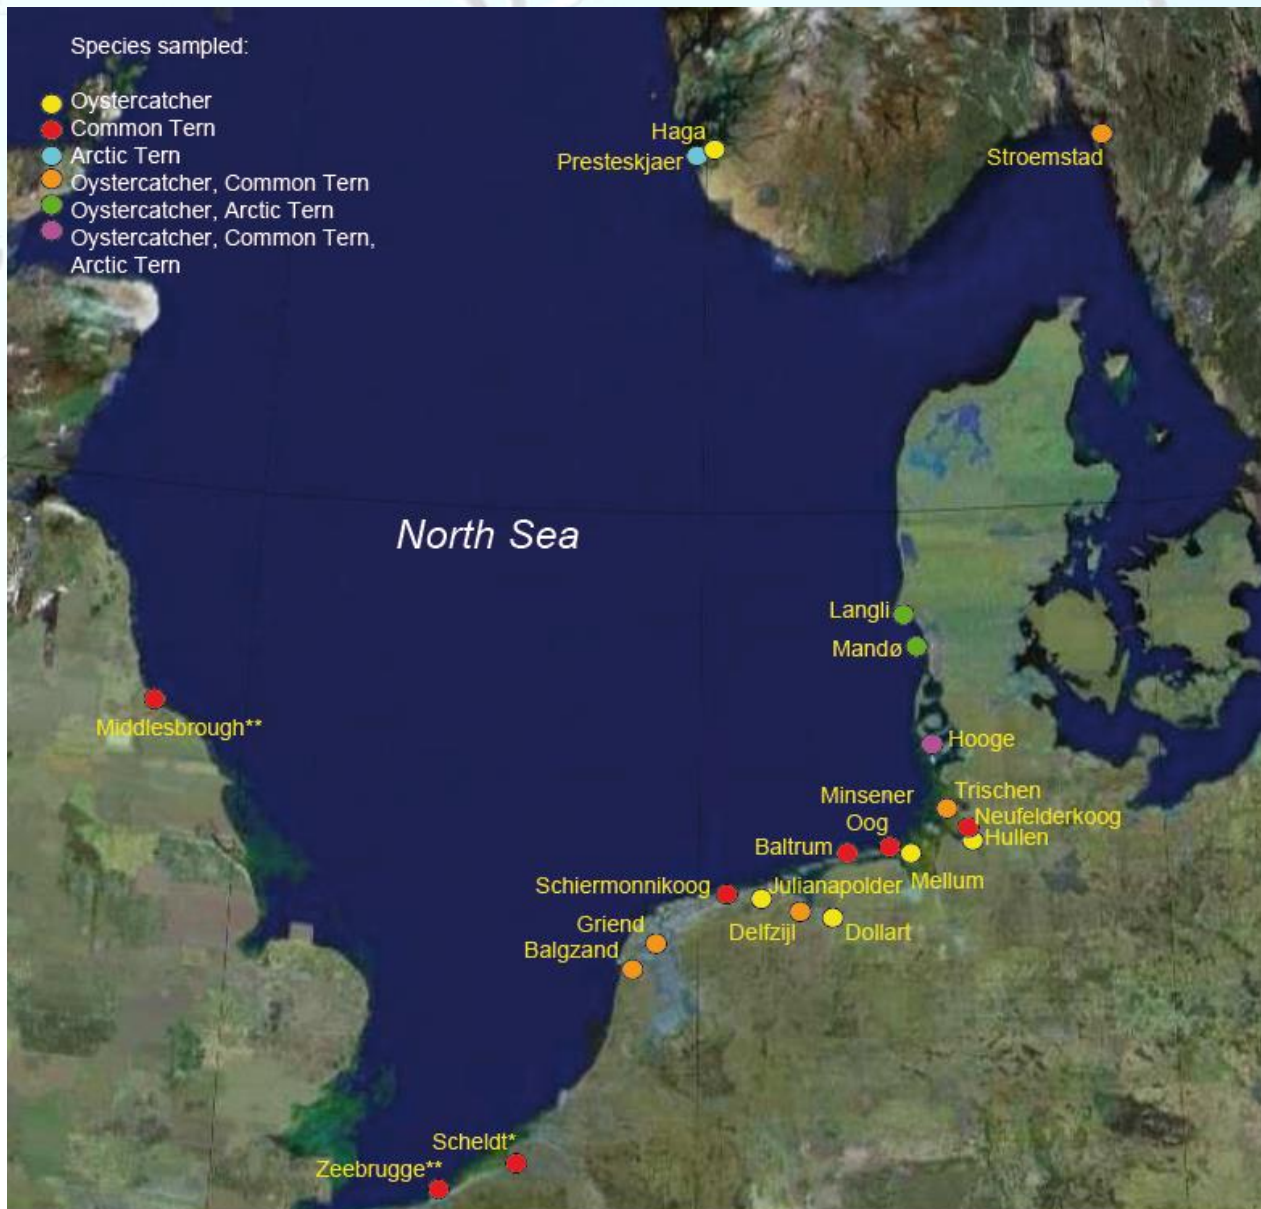 Species sampled:
Oystercatcher
Common Tern
Arctic Tern
Oystercatcher, Common Tern
Oystercatcher, Arctic Tern
Oystercatcher, Common Tern,
Arctic Tern
Haga
Presteskjaer
Stroemstad
North Sea
Langli
Mandø
Middlesbrough**
Hooge
Trischen
Minsener
Oog
Neufelderkoog
Hullen
Baltrum
Mellum
Schiermonnikoog
Julianapolder
Griend
Delfzijl
Dollart
Balgzand
Scheldt*
Zeebrugge**